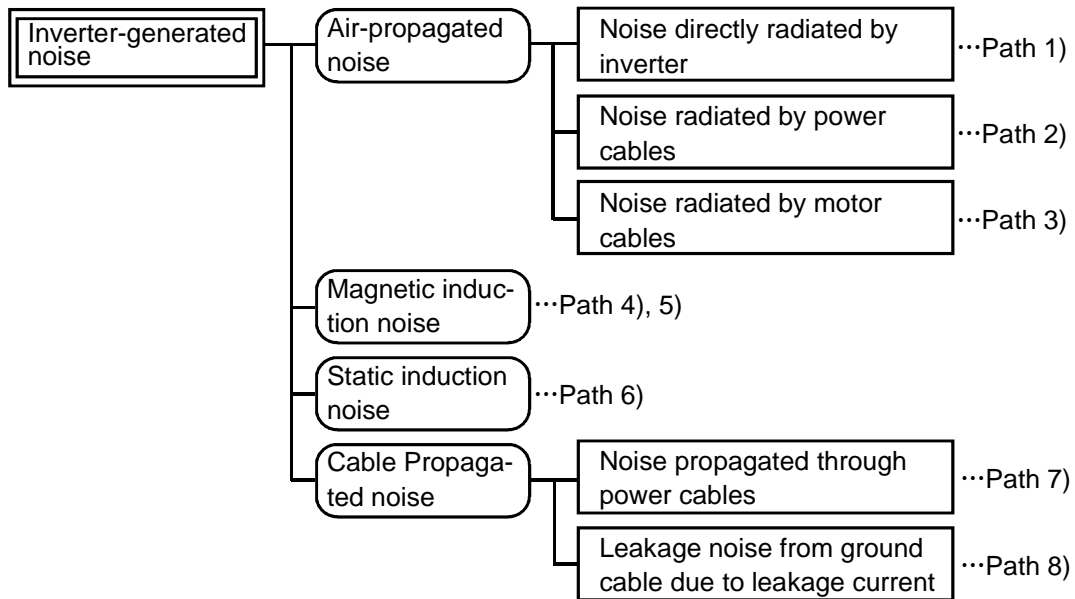 Inverter-generated
noise
Air-propagated
noise
Noise directly radiated by
inverter
···Path 1)
Noise radiated by power
cables
···Path 2)
Noise radiated by motor
cables
···Path 3)
Magnetic induc-
tion noise
···Path 4), 5)
Static induction
noise
···Path 6)
Cable Propaga-
ted noise
Noise propagated through
power cables
···Path 7)
Leakage noise from ground
cable due to leakage current
···Path 8)